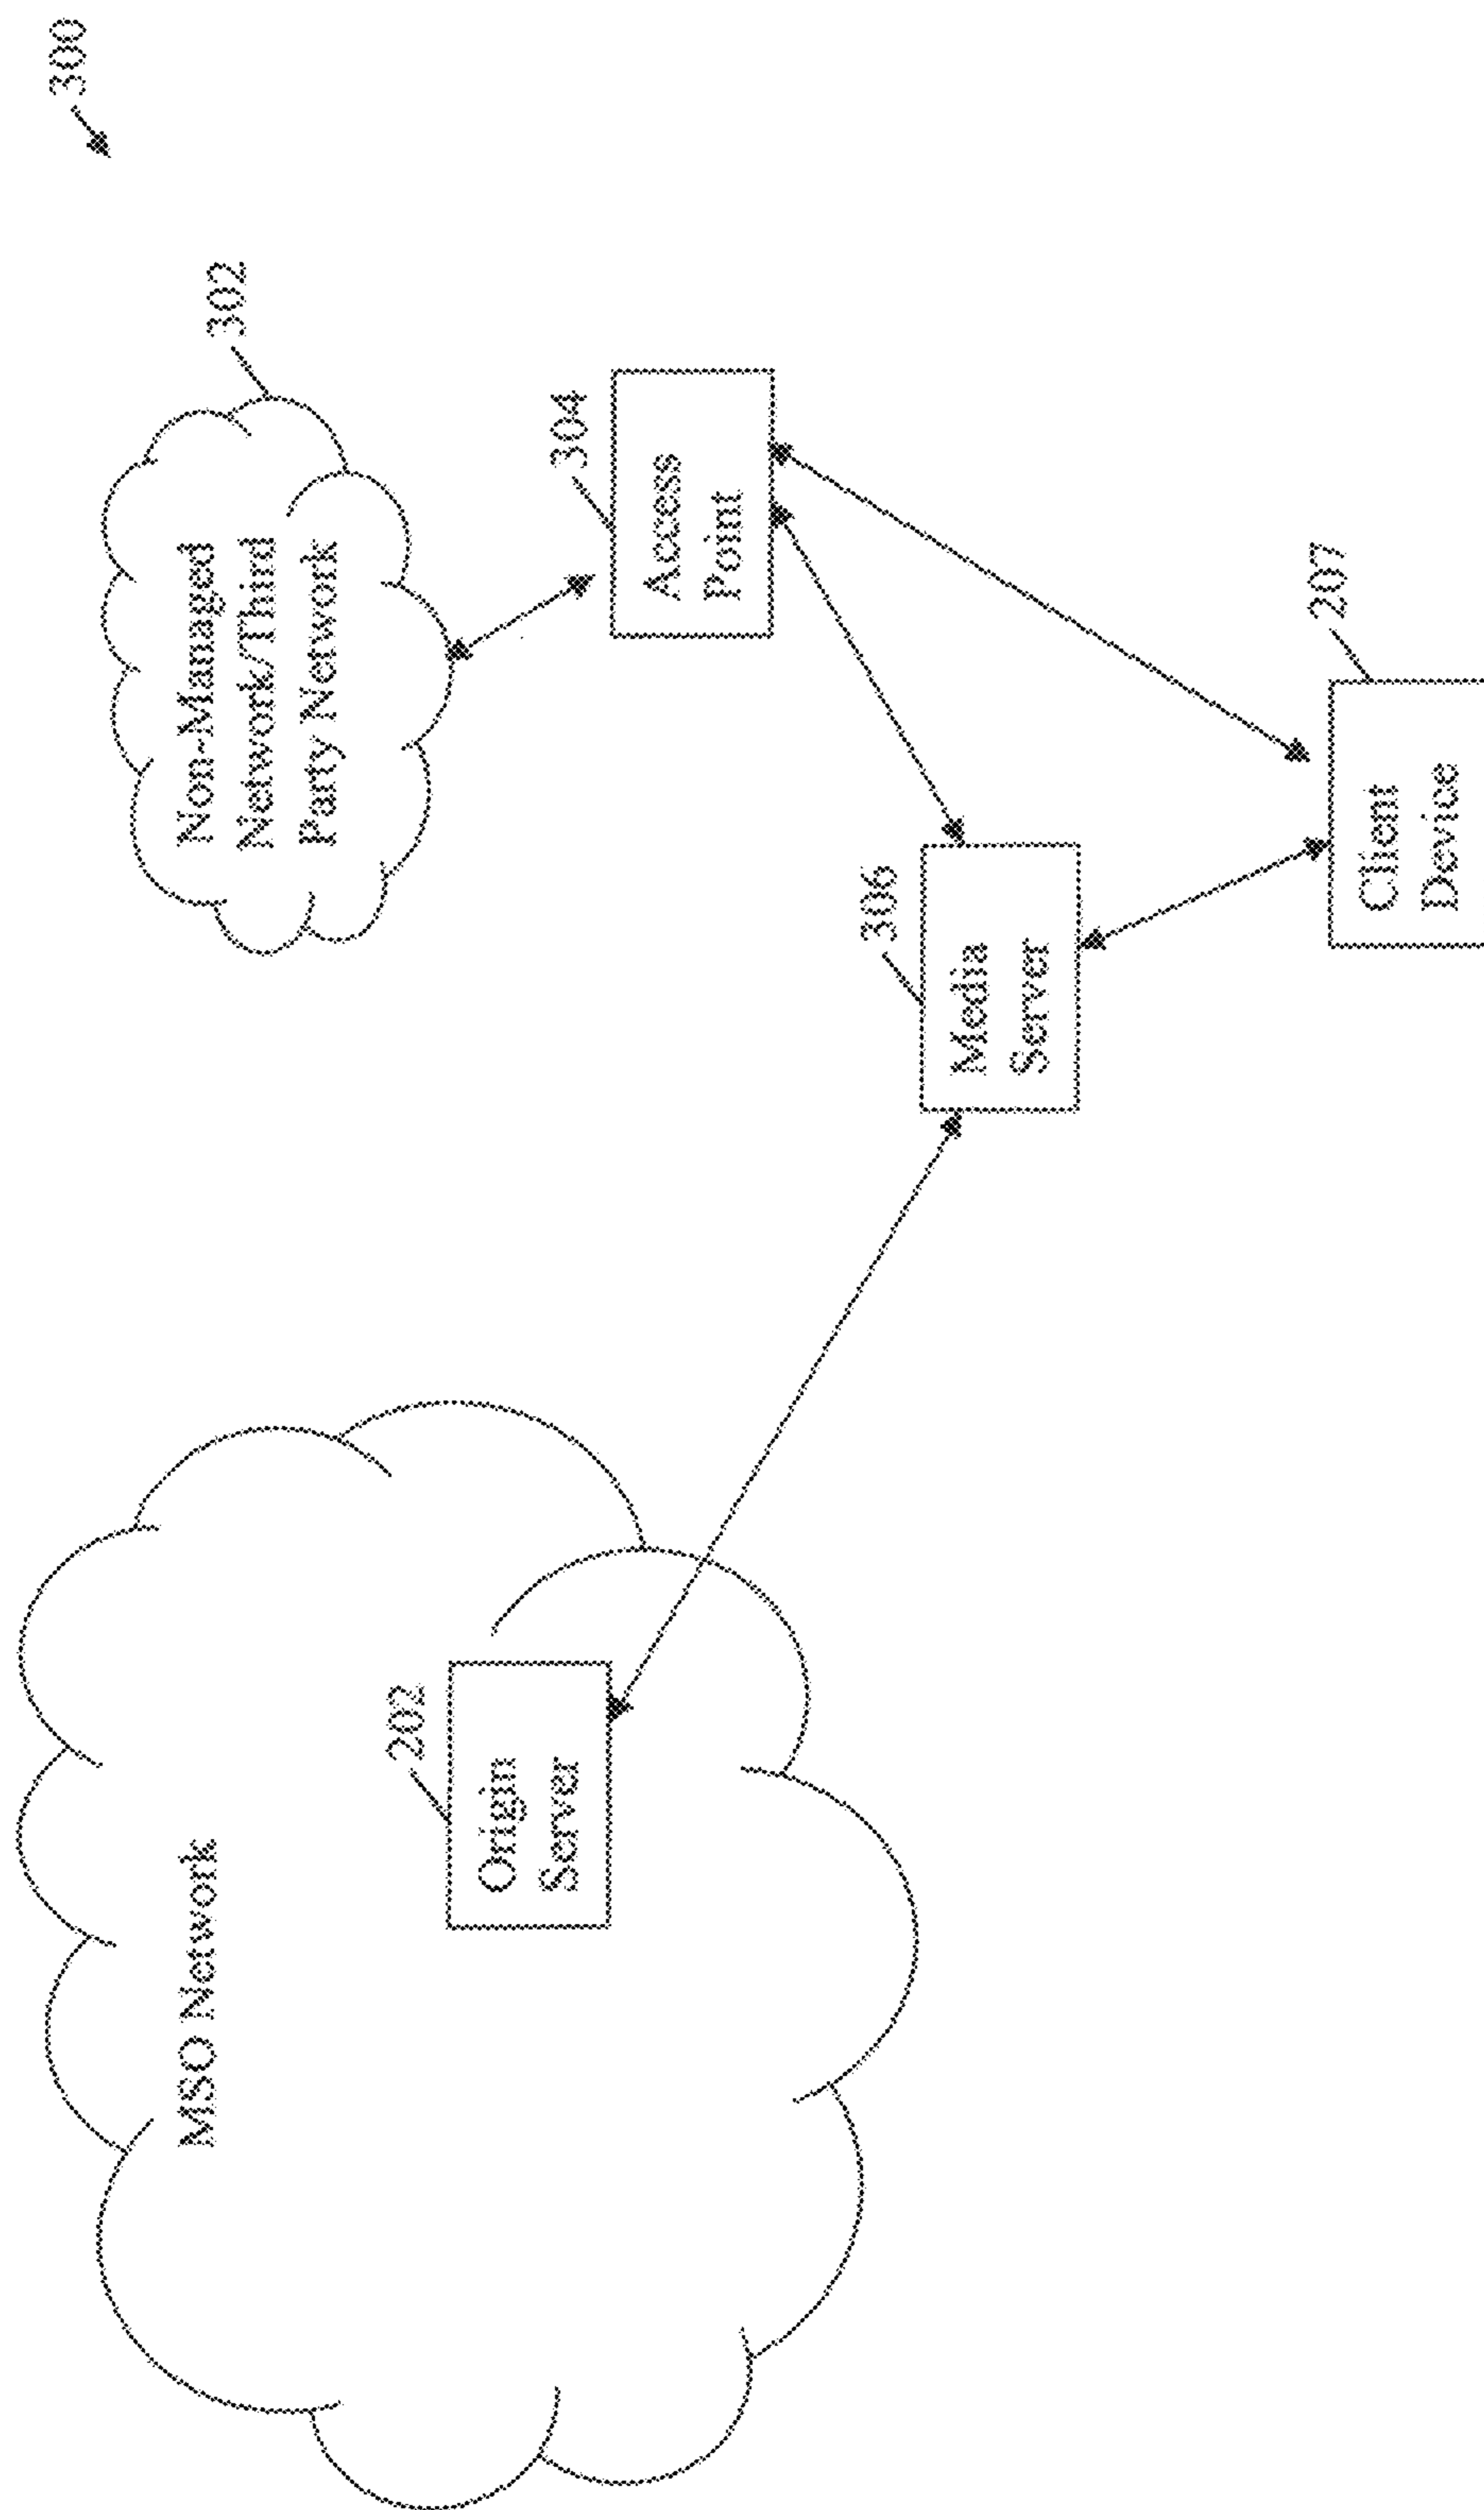 300
302
Non-Managed
Network/Third
Party Network
304
Access
Point
MSO Network
202
Origin
Server
306
Media
Server
207
Client
Device